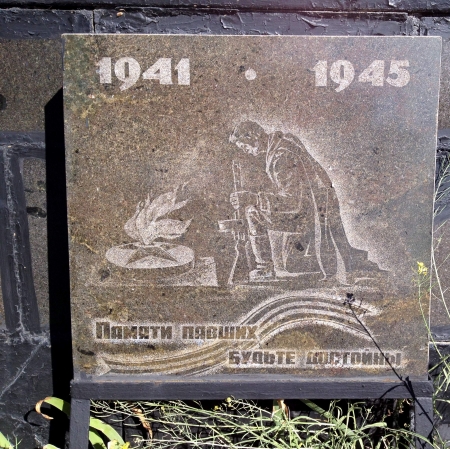 1941 • 1945
Памяти павших
будьте достойны